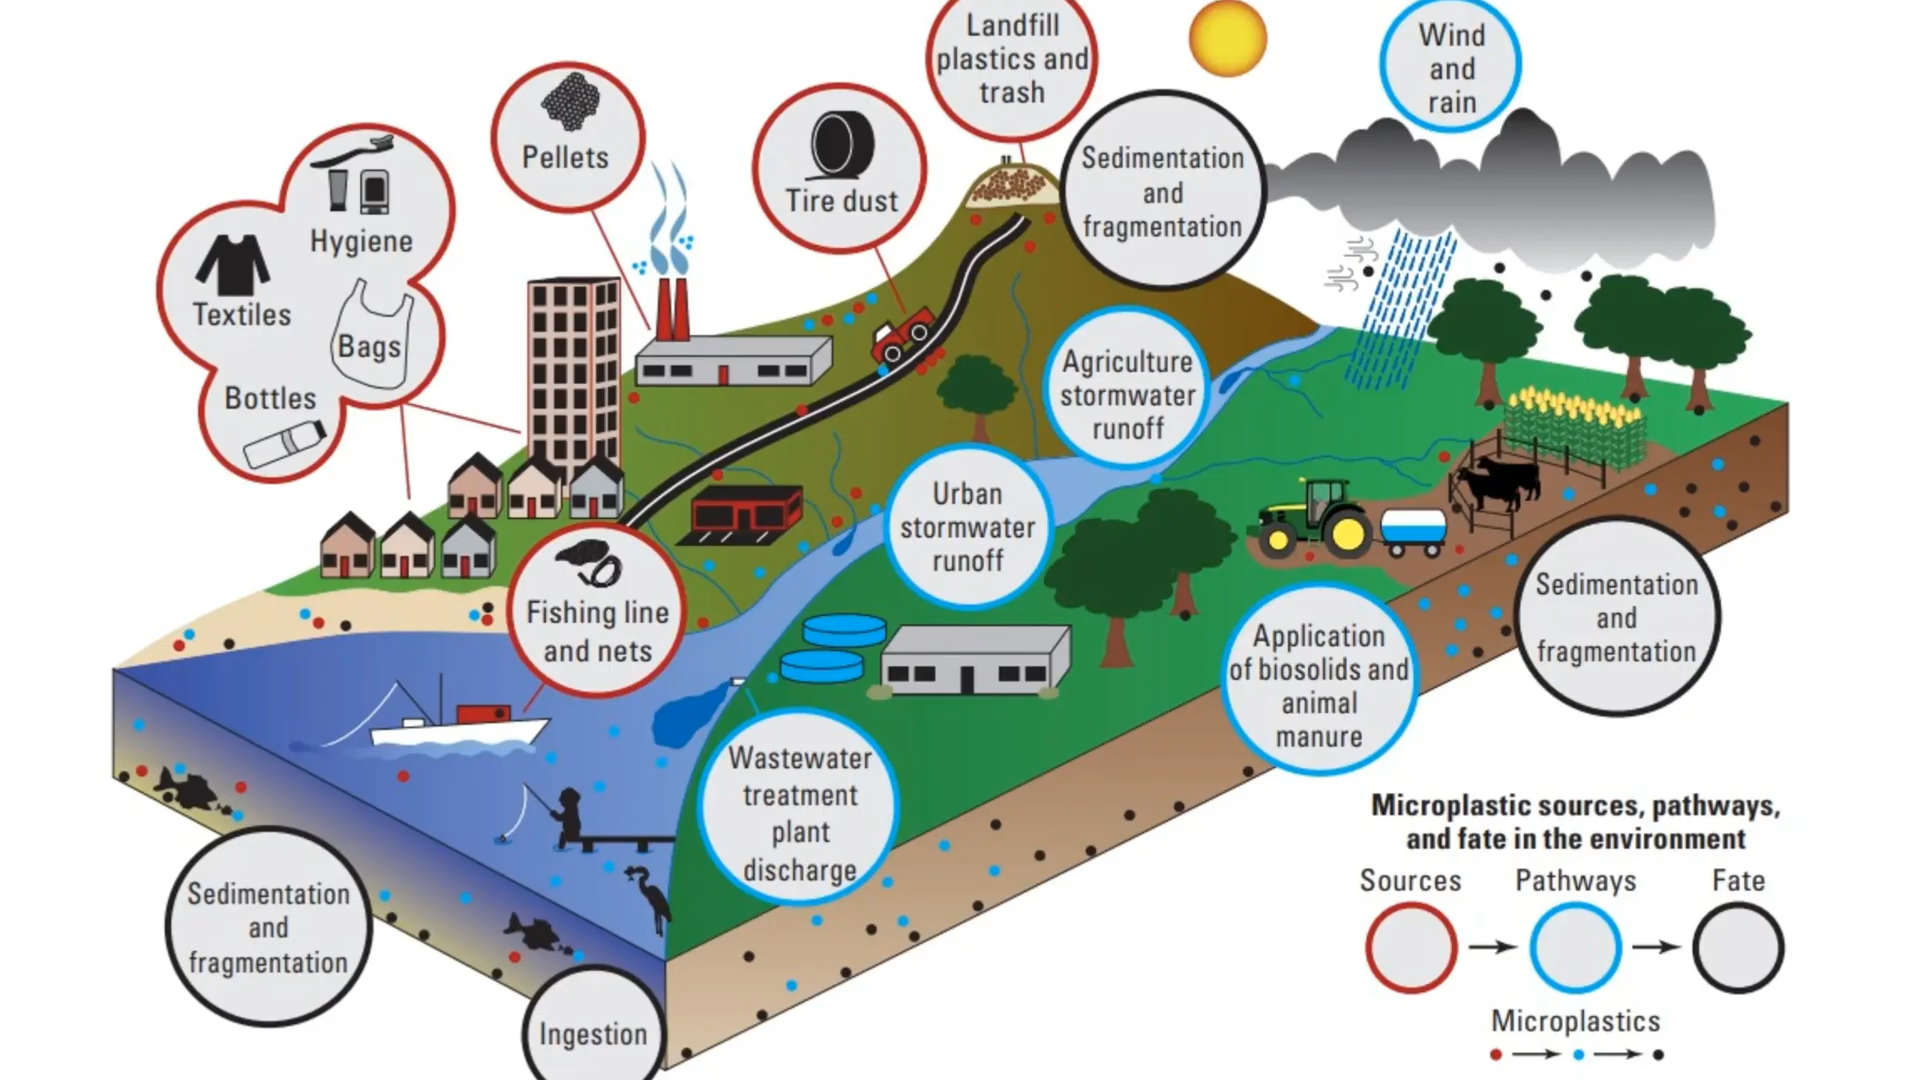 Landfill
plastics and
trash
Wind
and
rain
Pellets
Tire dust
Sedimentation
and
fragmentation
Hygiene
Textiles
Bags
Bottles
Agriculture
stormwater
runoff
Urban
stormwater
runoff
Fishing line
and nets
Sedimentation
and
fragmentation
Application
of biosolids and
animal
manure
Wastewater
treatment
plant
discharge
Sedimentation
and
fragmentation
Ingestion
Microplastic sources, pathways,
and fate in the environment
Sources
Pathways
Fate
Microplastics